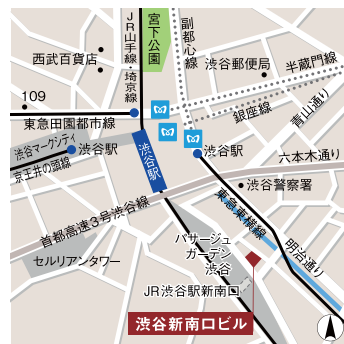 宮下公園
JR山手線・埼京線
副都心線
西武百貨店
渋谷郵便局
半蔵門線
109
青山通り
銀座線
東急田園都市線
渋谷マークシティ
渋谷駅
京王井の頭線
渋谷駅
渋谷駅
六本木通り
渋谷警察署
首都高速3号渋谷線
東急東横線
明治通り
パサージュ
ガーデン
渋谷
セルリアンタワー
JR渋谷駅新南口
渋谷新南口ビル